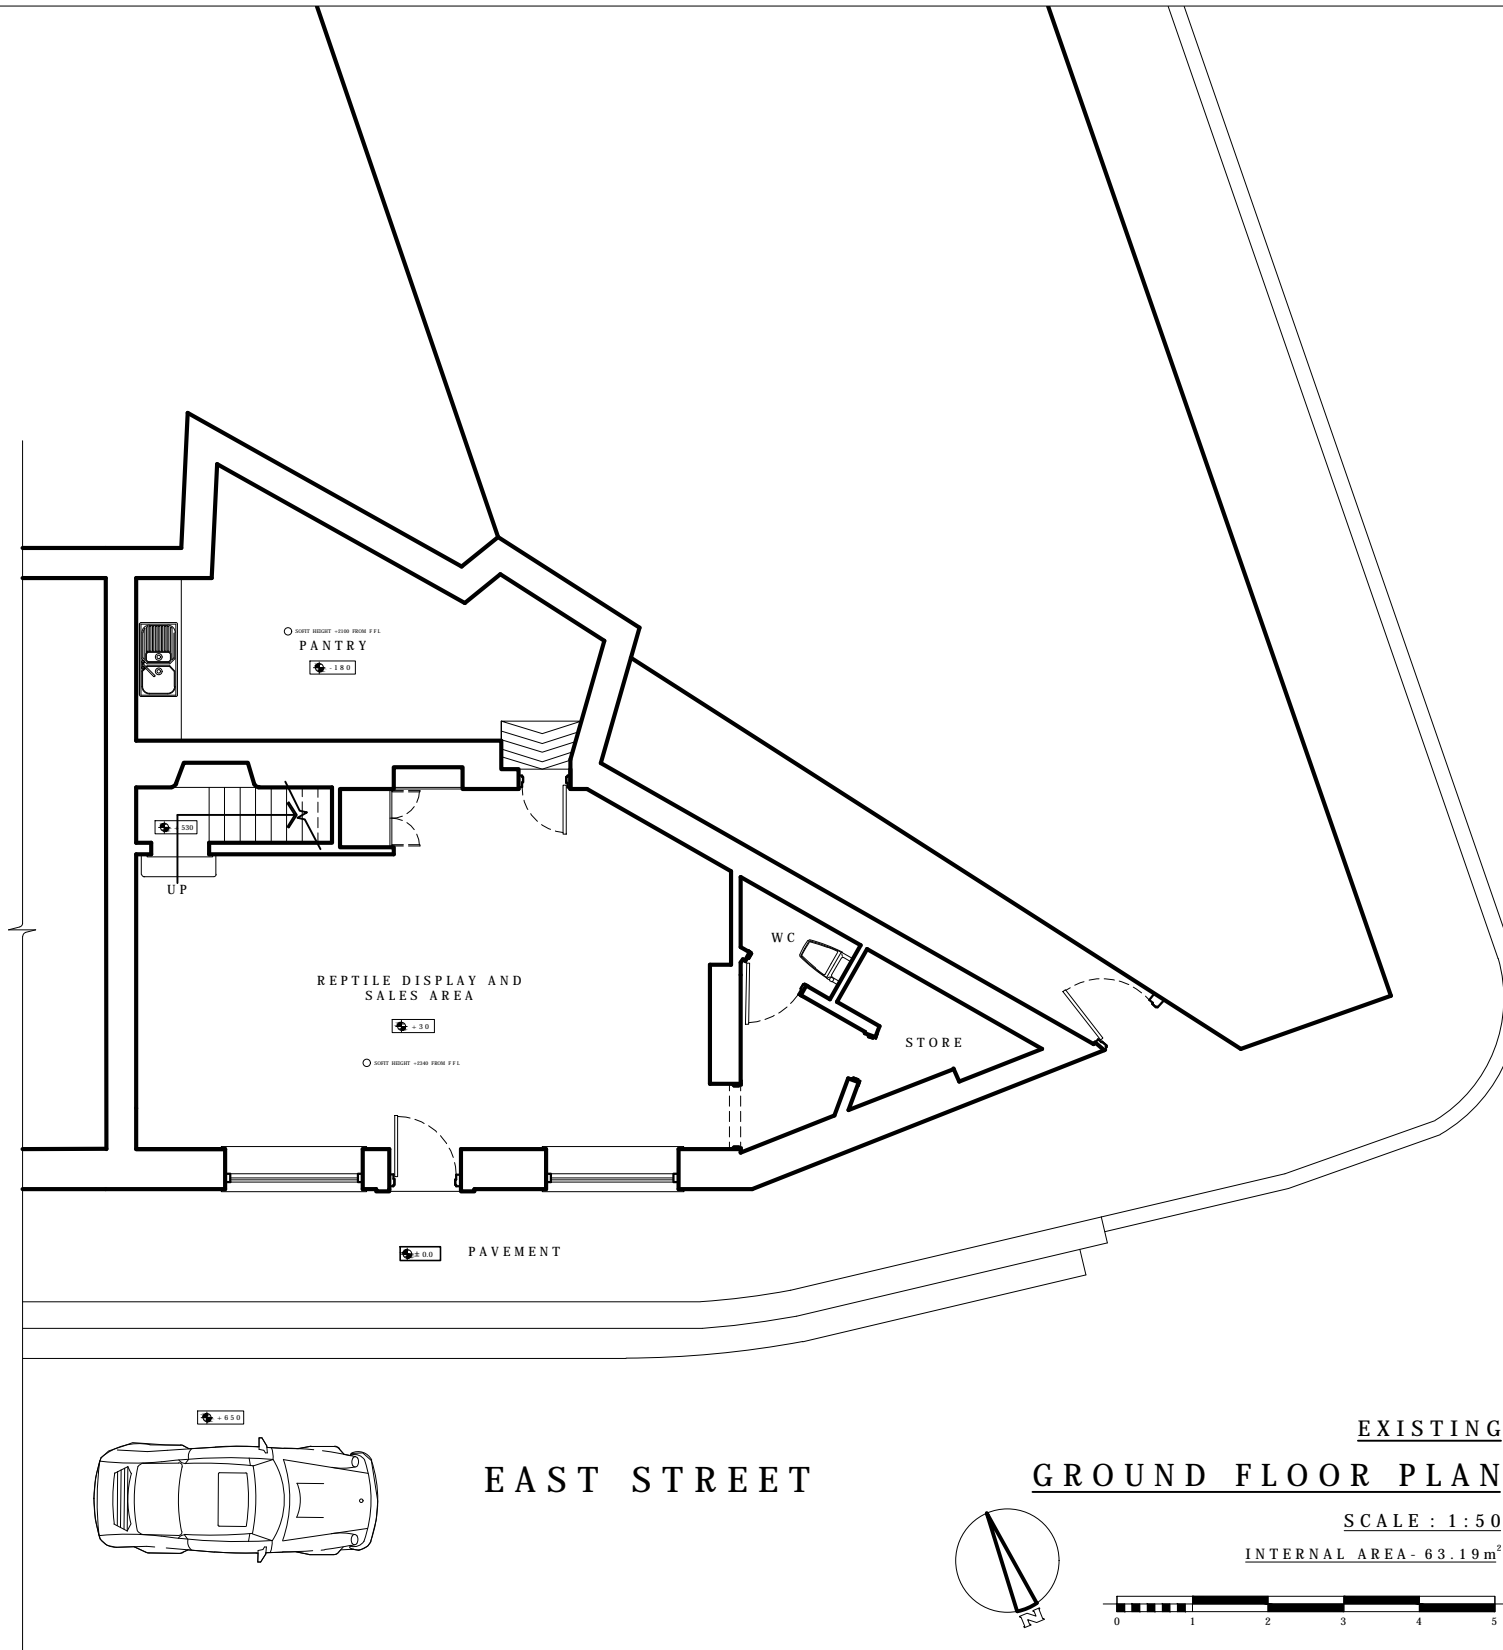 SOFIT HEIGHT +2100 FROM FFL
PANTRY
-180
+530
UP
WC
REPTILE DISPLAY AND
SALES AREA
+30
STORE
SOFIT HEIGHT +2340 FROM FFL
±0.0
PAVEMENT
+650
EAST STREET
EXISTING
GROUND FLOOR PLAN
SCALE : 1:50
INTERNAL AREA- 63.19m²
N
0 1 2 3 4 5